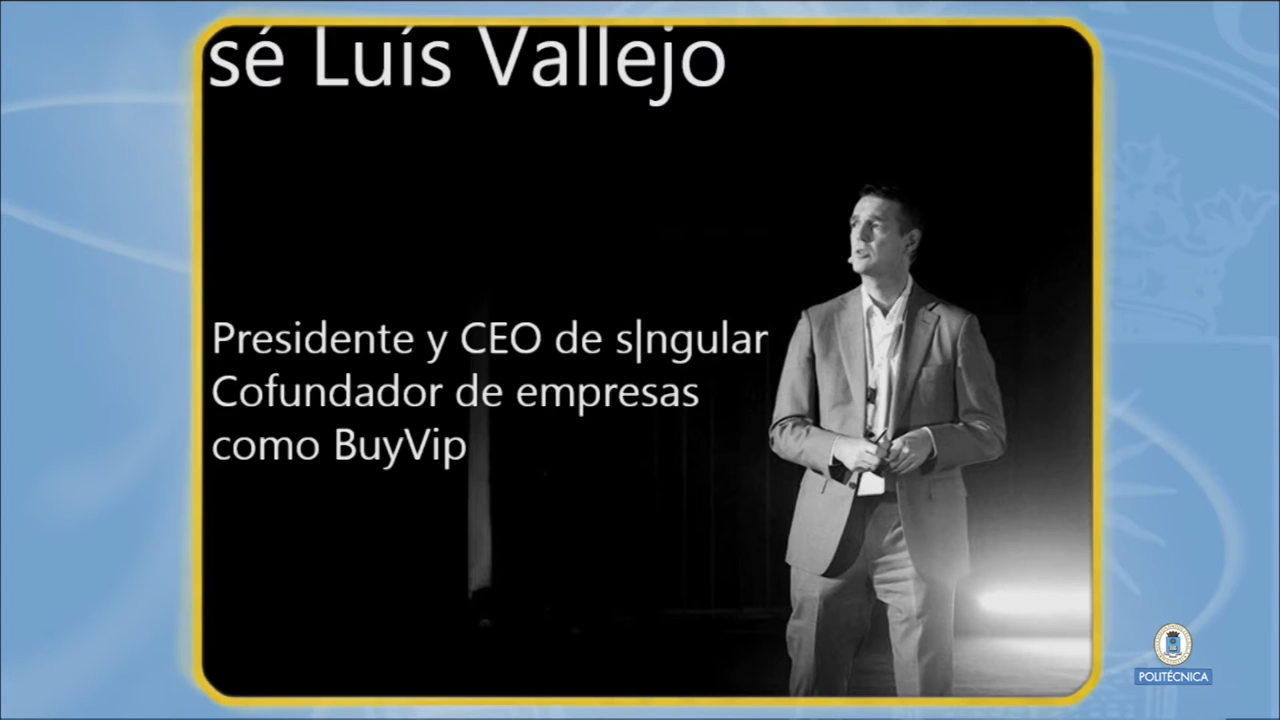 sé Luís Vallejo
Presidente y CEO de s|ngular
Cofundador de empresas
como BuyVip
POLITÉCNICA